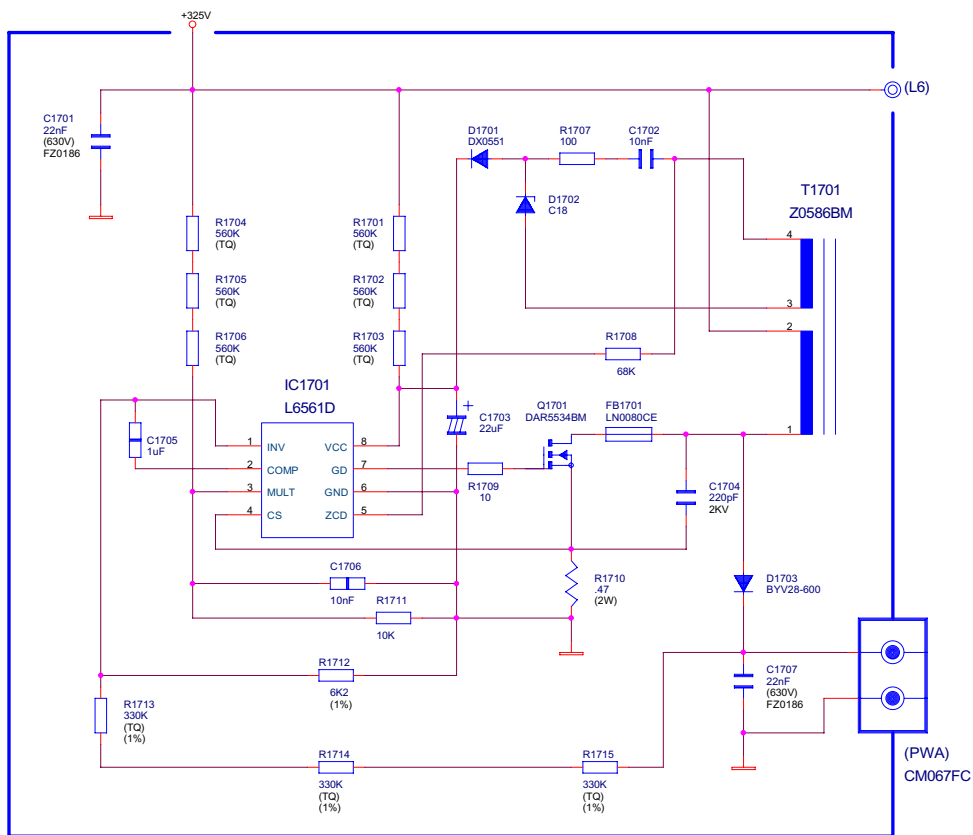 +325V
(L6)
C1701
22nF
(630V)
FZ0186
D1701
DX0551
R1707
100
C1702
10nF
D1702
C18
T1701
Z0586BM
4
3
2
1
R1704
560K
(TQ)
R1701
560K
(TQ)
R1705
560K
(TQ)
R1702
560K
(TQ)
R1706
560K
(TQ)
R1703
560K
(TQ)
R1708
68K
IC1701
L6561D
C1703
22uF
+
Q1701
DAR5534BM
FB1701
LN0080CE
C1705
1uF
1
INV
VCC
8
2
COMP
GD
7
3
MULT
GND
6
4
CS
ZCD
5
R1709
10
C1704
220pF
2KV
C1706
10nF
R1710
.47
(2W)
D1703
BYV28-600
R1711
10K
R1712
6K2
(1%)
C1707
22nF
(630V)
FZ0186
R1713
330K
(TQ)
(1%)
R1714
330K
(TQ)
(1%)
R1715
330K
(TQ)
(1%)
(PWA)
CM067FC